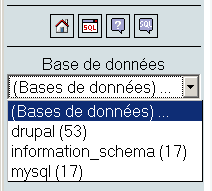 SQL
?
SQL
Base de données
(Bases de données) ...
(Bases de données) ...
drupal (53)
information_schema (17)
mysql (17)